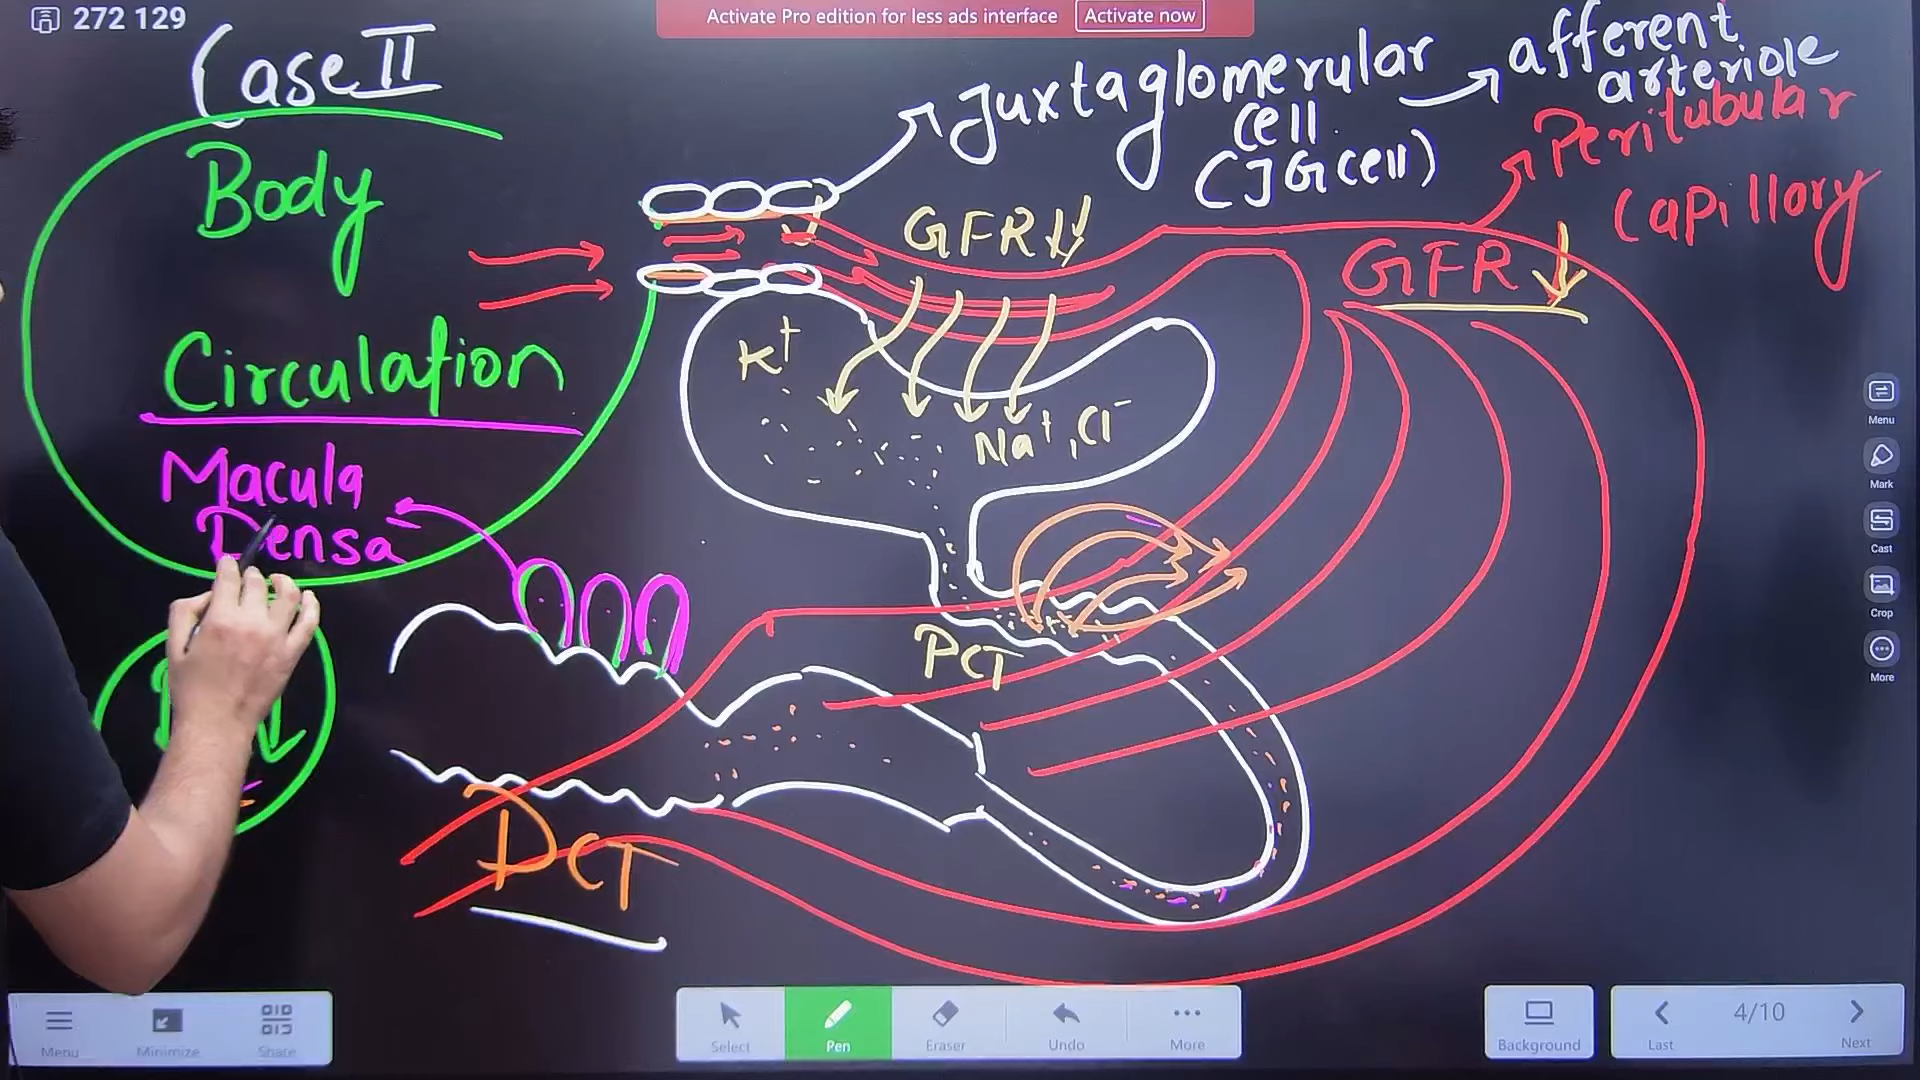 272 129
Activate Pro edition for less ads interface
Activate now
Case II
Body
Circulation
Macula
Densa
Juxtaglomerular
Cell
(JG cell)
afferent
arteriole
Peritubular
Capillory
GFR ↓↓
GFR ↓
K+
Na+, Cl-
PCT
DCT
Menu
Mark
Cast
Crop
More
Menu
Minimize
Share
Select
Pen
Eraser
Undo
More
Background
Last
4/10
Next